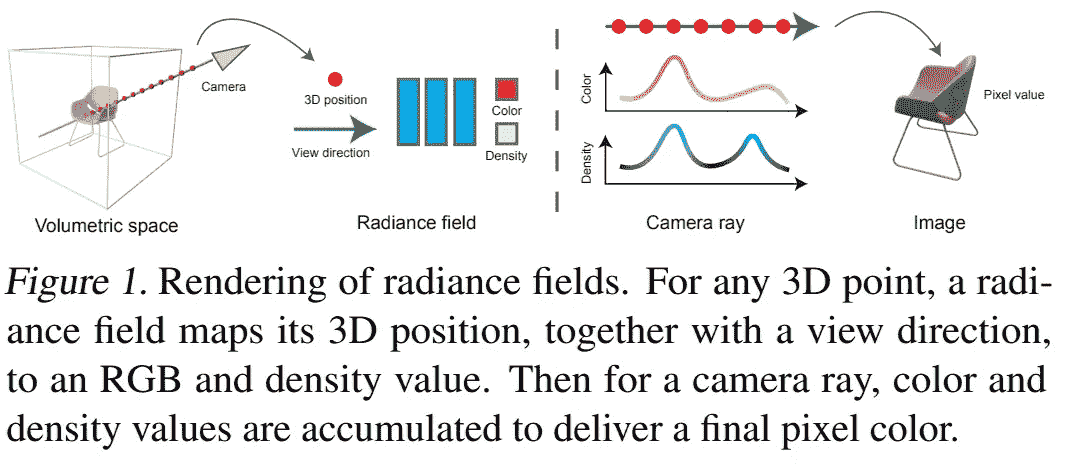 Camera
3D position
View direction
Color
Density
Color
Density
Pixel value
Volumetric space
Radiance field
Camera ray
Image
Figure 1. Rendering of radiance fields. For any 3D point, a radi-
ance field maps its 3D position, together with a view direction,
to an RGB and density value. Then for a camera ray, color and
density values are accumulated to deliver a final pixel color.